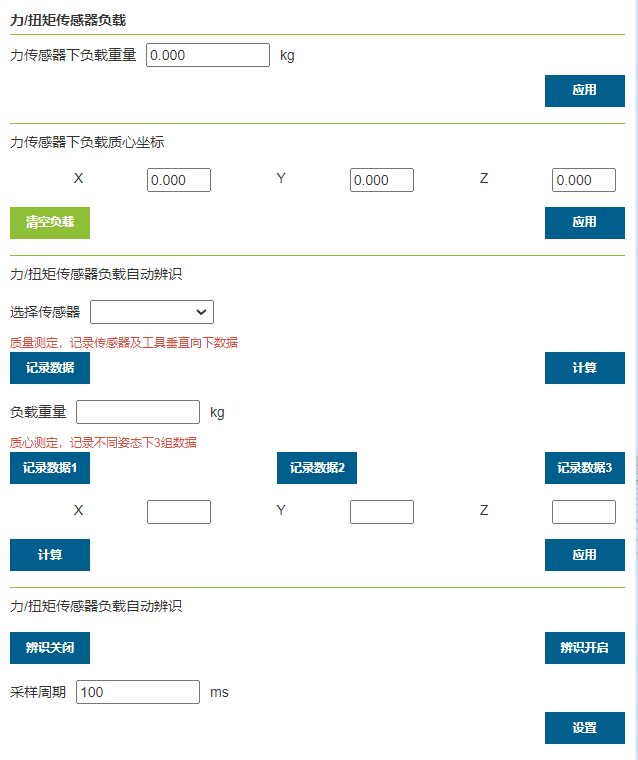 力/扭矩传感器负载
力传感器下负载重量 0.000 kg
应用
力传感器下负载质心坐标
X 0.000 Y 0.000 Z 0.000
清空负载 应用
力/扭矩传感器负载自动辨识
选择传感器
质量测定，记录传感器及工具垂直向下数据
记录数据 计算
负载重量 kg
质心测定，记录不同姿态下3组数据
记录数据1 记录数据2 记录数据3
X Y Z
计算 应用
力/扭矩传感器负载自动辨识
辨识关闭 辨识开启
采样周期 100 ms
设置